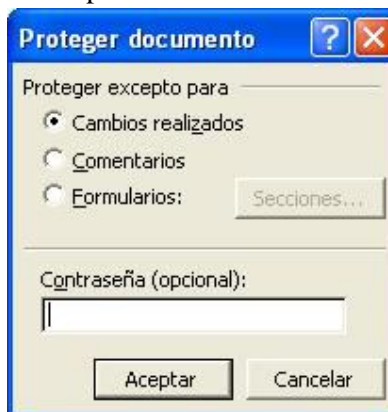 Proteger documento
Proteger excepto para
Cambios realizados
Comentarios
Formularios:
Secciones...
Contraseña (opcional):
Aceptar
Cancelar